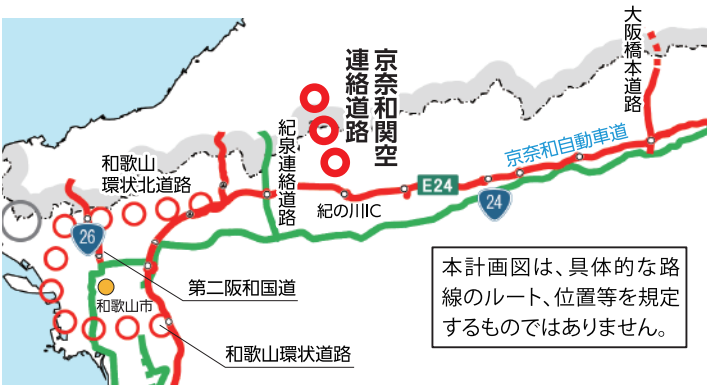 大阪橋本道路
京奈和関空
連絡道路
紀泉連絡道路
和歌山
環状北道路
京奈和自動車道
E24
紀の川IC
24
26
第二阪和国道
和歌山市
和歌山環状道路
本計画図は、具体的な路
線のルート、位置等を規定
するものではありません。